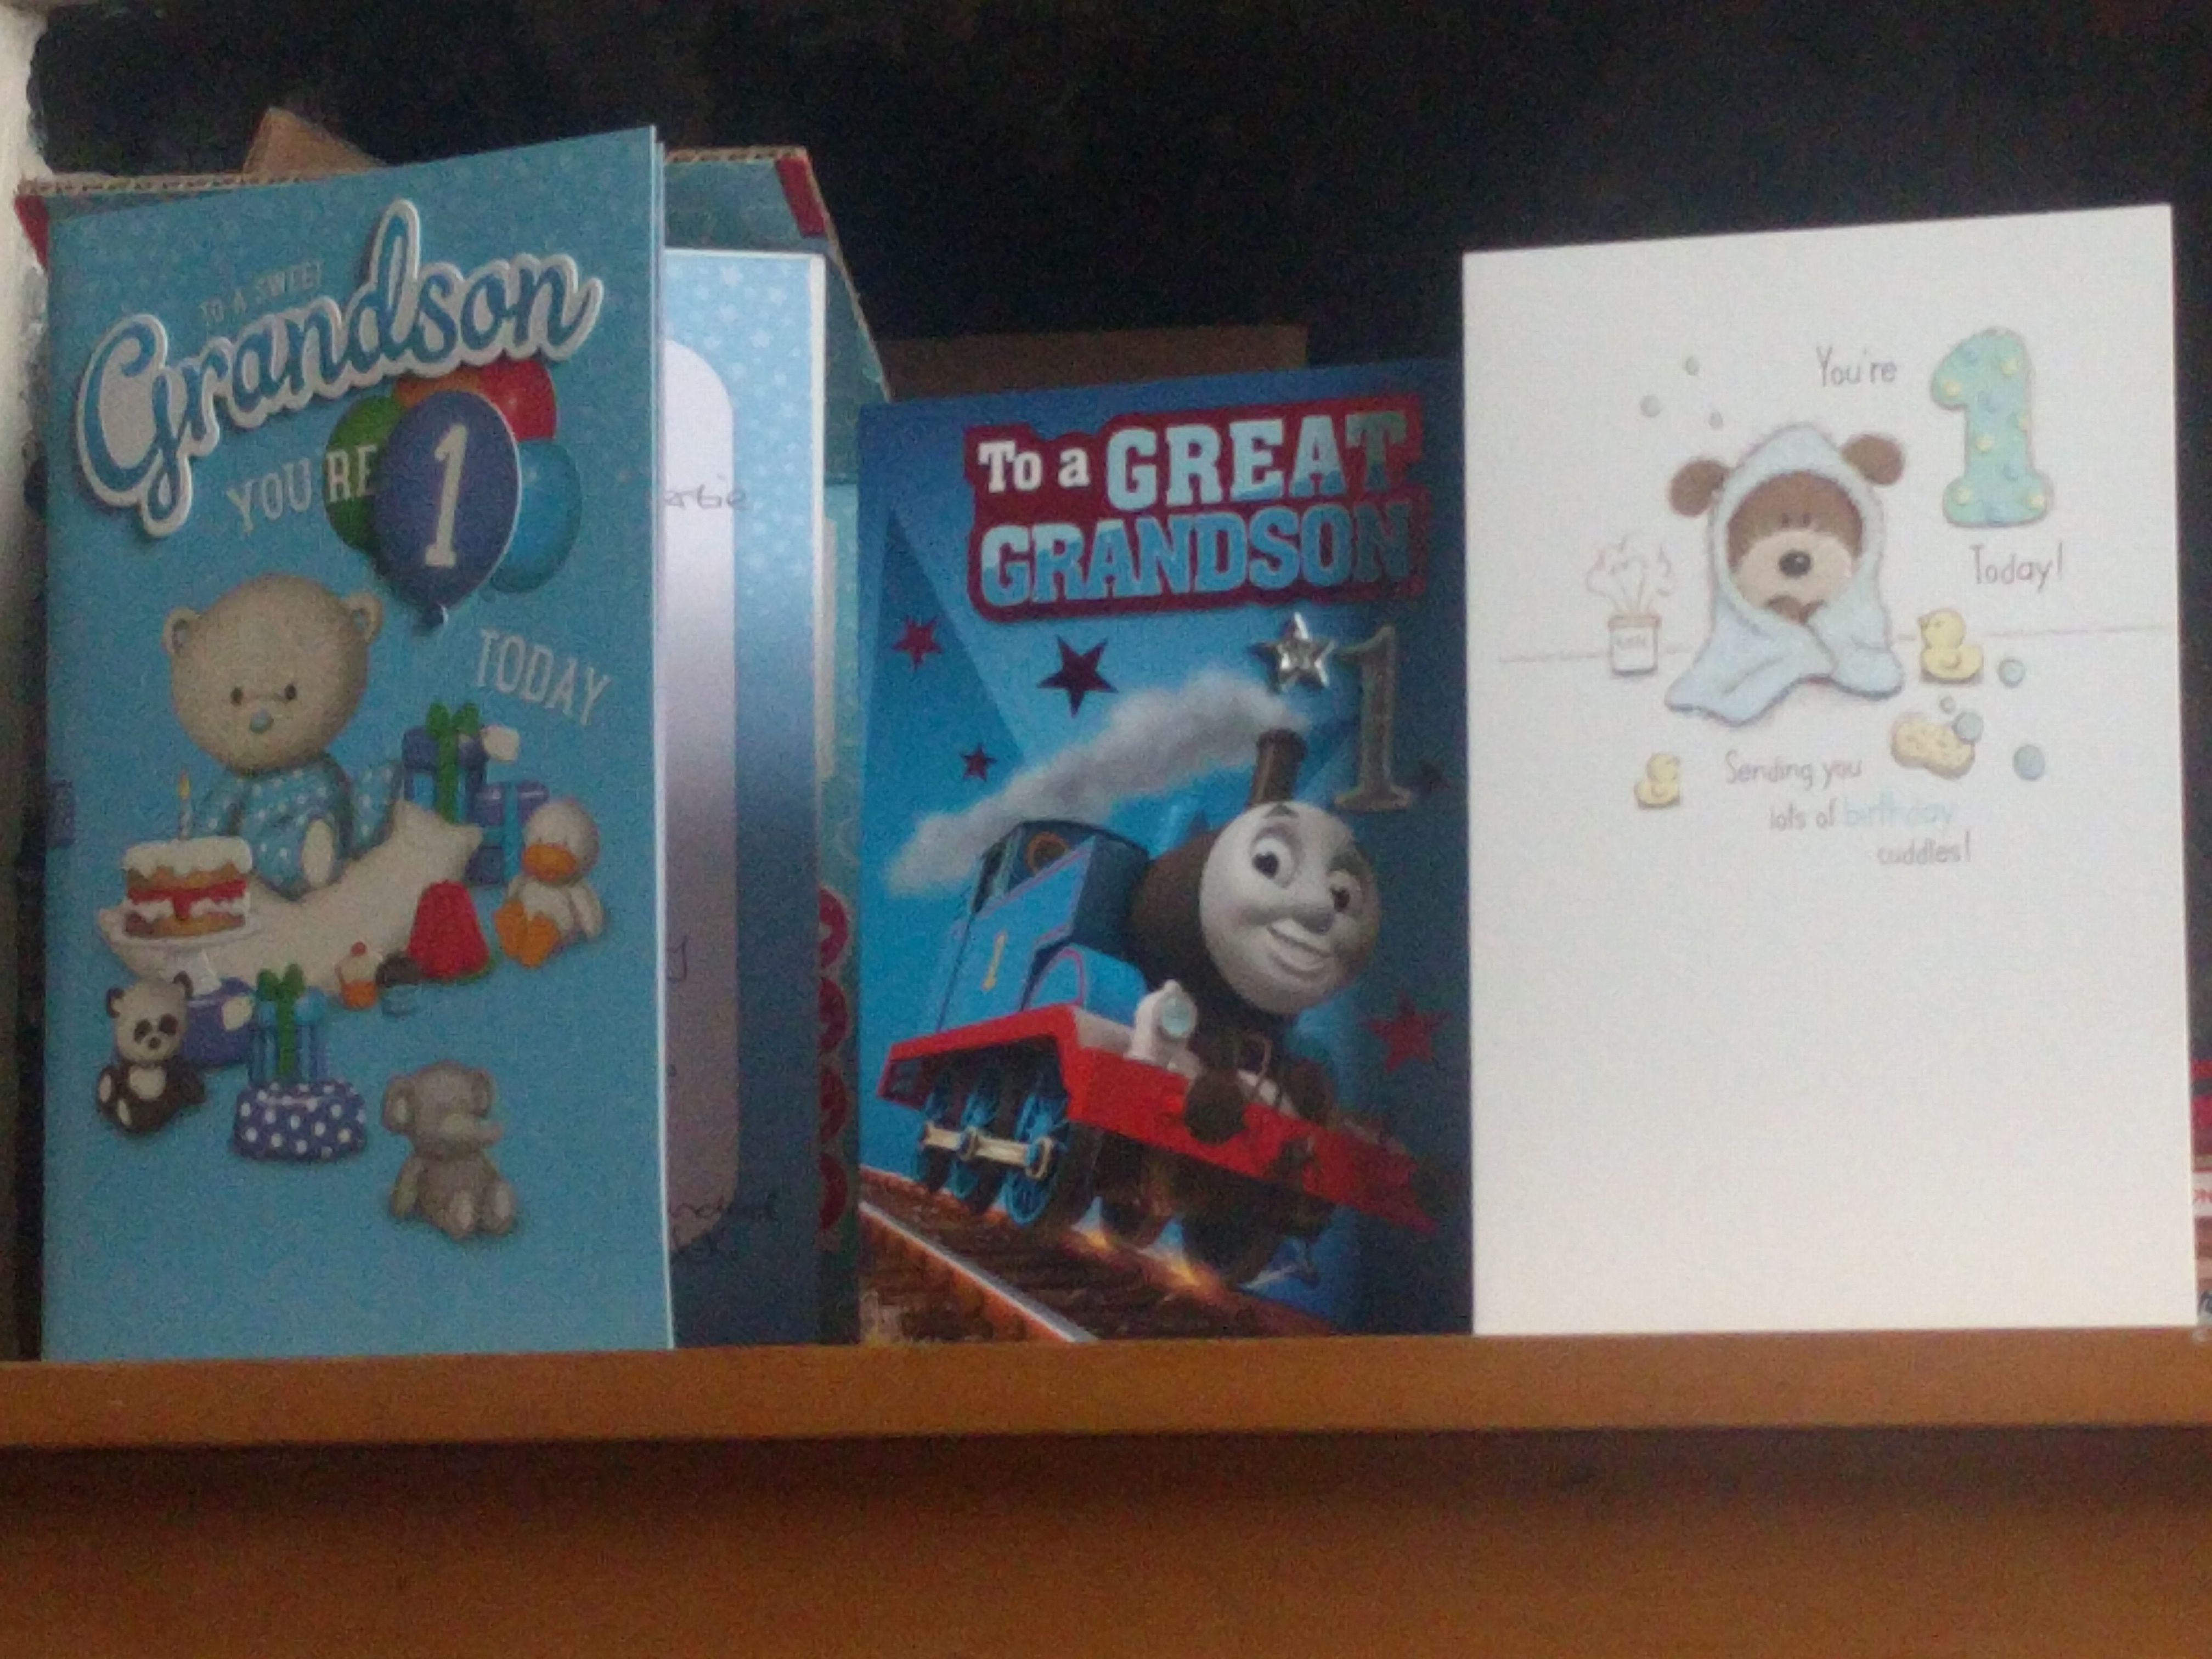 TO A SWEET
Grandson
YOU'RE 1
TODAY
To a GREAT
GRANDSON
1
1
You're 1
Today!
Sending you
lots of birthday
cuddles!